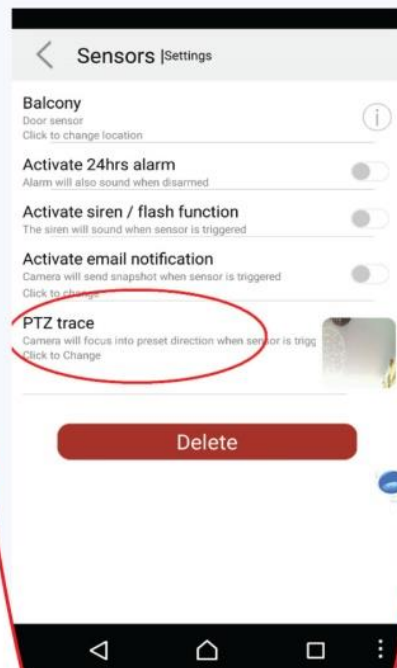 Sensors |Settings
Balcony
Door sensor
Click to change location
Activate 24hrs alarm
Alarm will also sound when disarmed
Activate siren / flash function
The siren will sound when sensor is triggered
Activate email notification
Camera will send snapshot when sensor is triggered
Click to change
PTZ trace
Camera will focus into preset direction when sensor is trigg
Click to Change
Delete